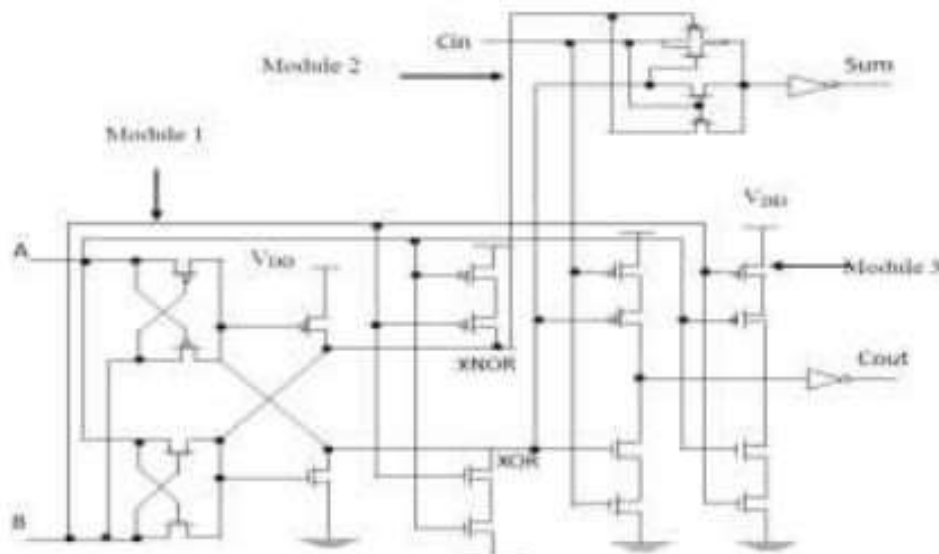 Cin
Sum
Module 2
Module 1
VDD
A
VDD
Module 3
XNOR
Cout
XOR
B